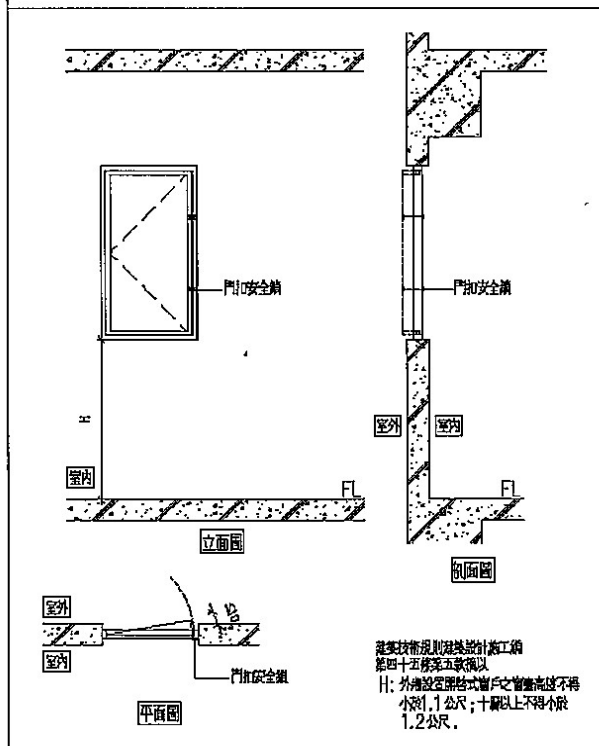 門扣安全鎖
門扣安全鎖
H
室外
室內
室內
FL
FL
立面圖
剖面圖
室外
室內
門扣安全鎖
平面圖
建築技術規則建築設計施工編
第四十五條第五款擬以
H: 外牆設置開啓式窗戶之窗臺高度不得
小於1.1公尺；十層以上不得小於
1.2公尺.